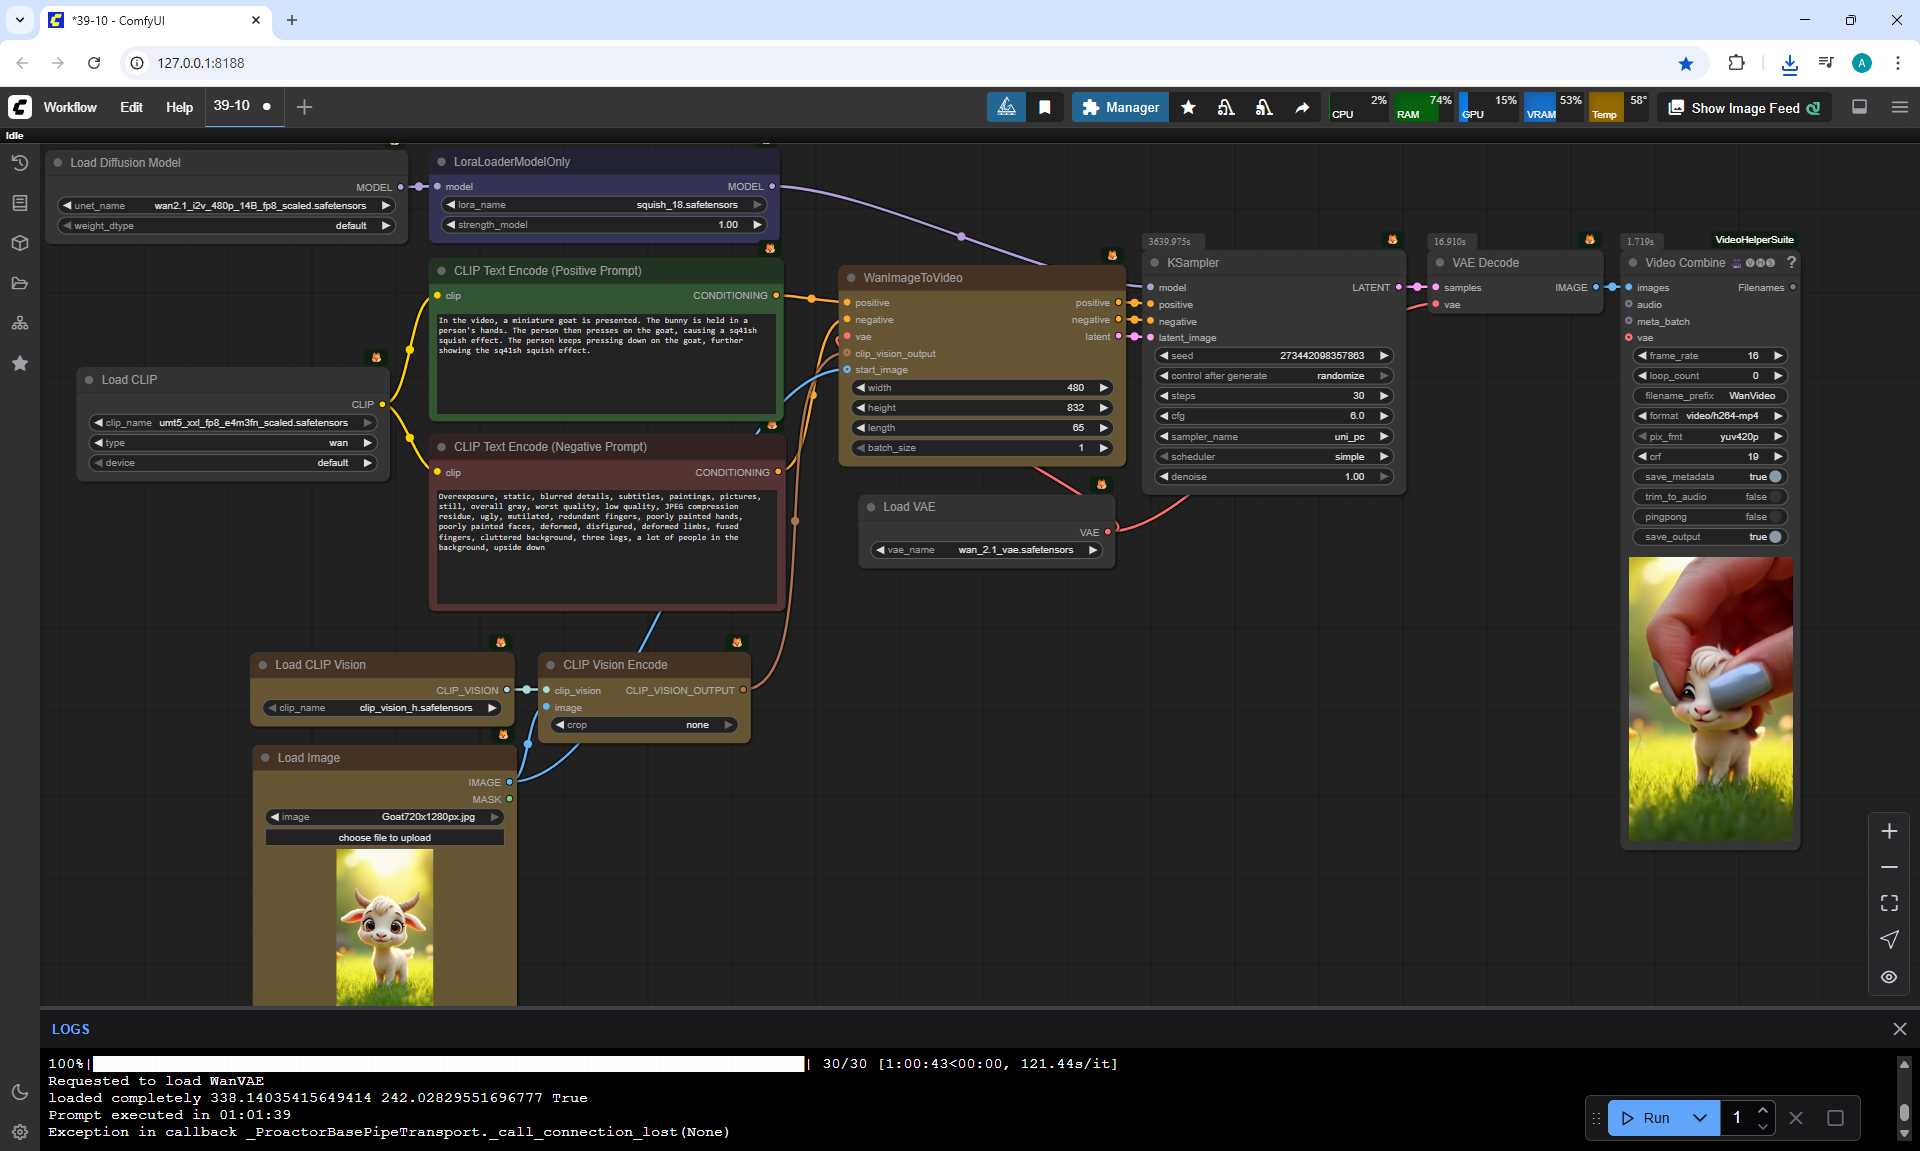 *39-10 - ComfyUI
127.0.0.1:8188
Workflow Edit Help 39-10
Manager
CPU 2% RAM 74% GPU 15% VRAM 53% Temp 58°
Show Image Feed
Idle
Load Diffusion Model
MODEL
unet_name wan2.1_i2v_480p_14B_fp8_scaled.safetensors
weight_dtype default
LoraLoaderModelOnly
model MODEL
lora_name squish_18.safetensors
strength_model 1.00
CLIP Text Encode (Positive Prompt)
clip CONDITIONING
In the video, a miniature goat is presented. The bunny is held in a
person's hands. The person then presses on the goat, causing a sq41sh
squish effect. The person keeps pressing down on the goat, further
showing the sq41sh squish effect.
Load CLIP
CLIP
clip_name umt5_xxl_fp8_e4m3fn_scaled.safetensors
type wan
device default
CLIP Text Encode (Negative Prompt)
clip CONDITIONING
Overexposure, static, blurred details, subtitles, paintings, pictures,
still, overall gray, worst quality, low quality, JPEG compression
residue, ugly, mutilated, redundant fingers, poorly painted hands,
poorly painted faces, deformed, disfigured, deformed limbs, fused
fingers, cluttered background, three legs, a lot of people in the
background, upside down
WanImageToVideo
positive positive
negative negative
vae latent
clip_vision_output
start_image
width 480
height 832
length 65
batch_size 1
Load VAE
VAE
vae_name wan_2.1_vae.safetensors
3639.975s
KSampler
model LATENT
positive
negative
latent_image
seed 273442098357863
control after generate randomize
steps 30
cfg 6.0
sampler_name uni_pc
scheduler simple
denoise 1.00
16.910s
VAE Decode
samples IMAGE
vae
1.719s VideoHelperSuite
Video Combine VHS ?
images Filenames
audio
meta_batch
vae
frame_rate 16
loop_count 0
filename_prefix WanVideo
format video/h264-mp4
pix_fmt yuv420p
crf 19
save_metadata true
trim_to_audio false
pingpong false
save_output true
Load CLIP Vision
CLIP_VISION
clip_name clip_vision_h.safetensors
CLIP Vision Encode
clip_vision CLIP_VISION_OUTPUT
image
crop none
Load Image
IMAGE
MASK
image Goat720x1280px.jpg
choose file to upload
LOGS
100%| | 30/30 [1:00:43<00:00, 121.44s/it]
Requested to load WanVAE
loaded completely 338.14035415649414 242.02829551696777 True
Prompt executed in 01:01:39
Exception in callback _ProactorBasePipeTransport._call_connection_lost(None)
Run 1
A